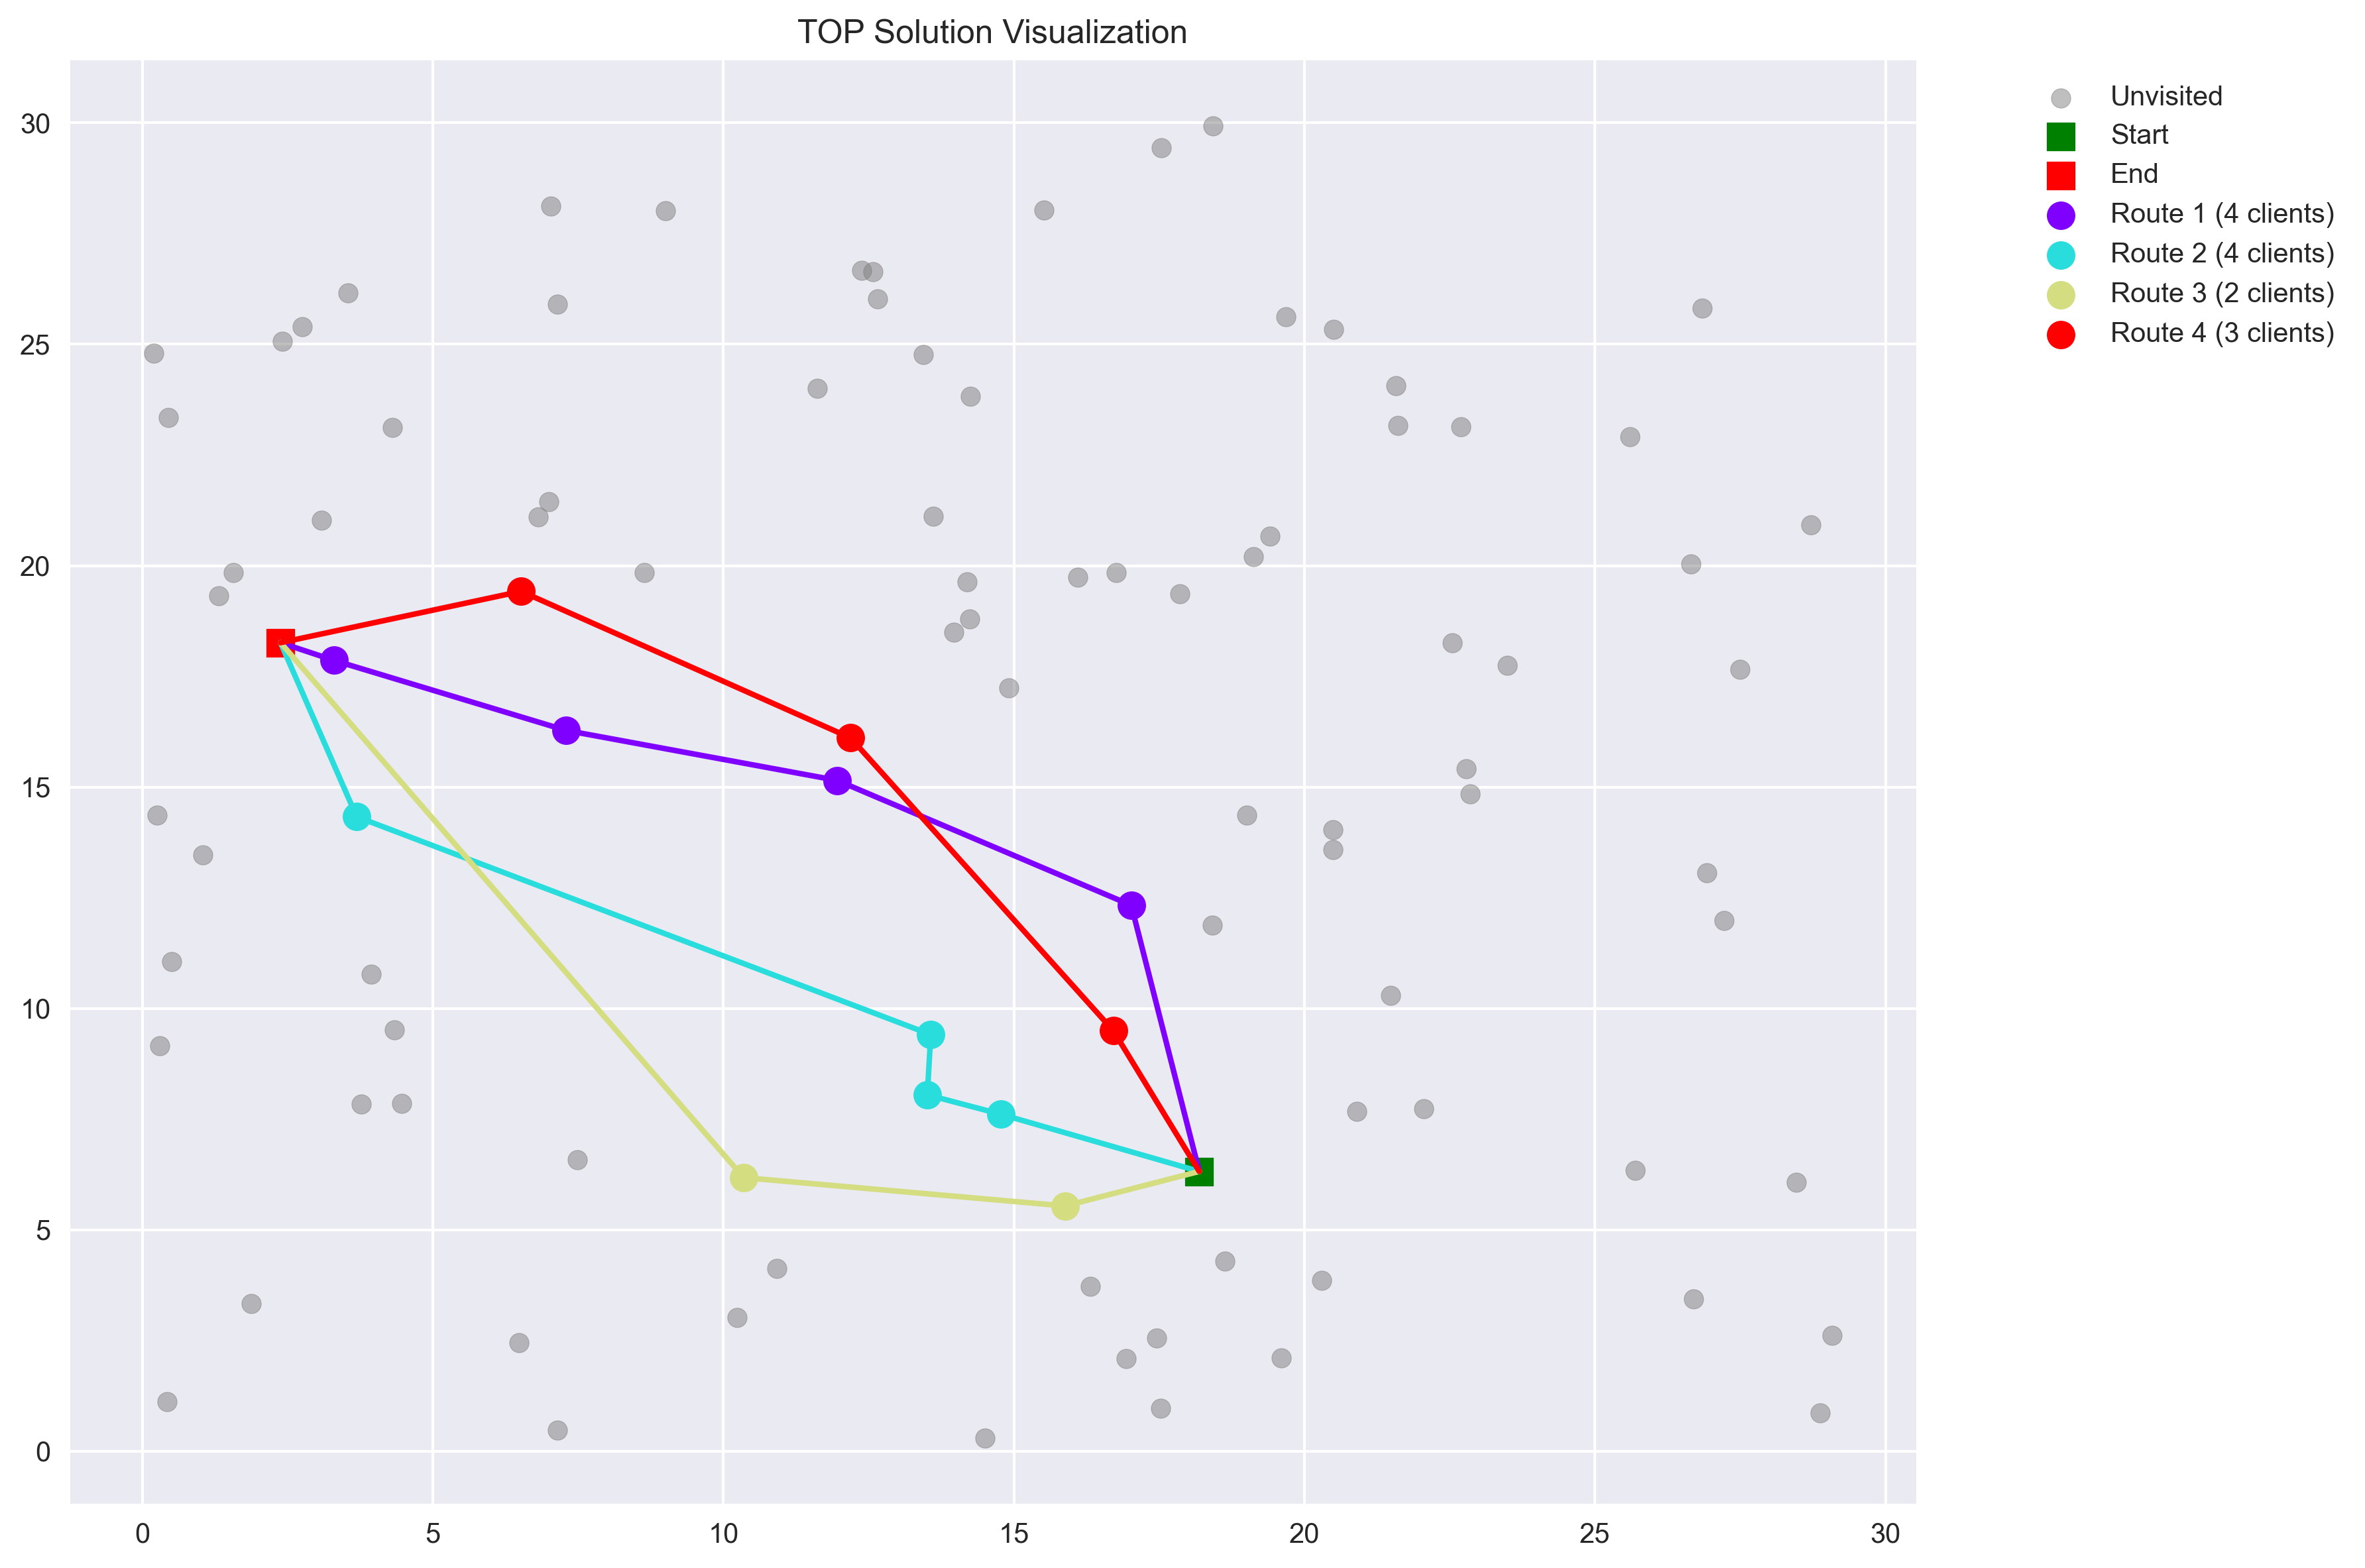 TOP Solution Visualization
Unvisited
Start
End
Route 1 (4 clients)
Route 2 (4 clients)
Route 3 (2 clients)
Route 4 (3 clients)
30
25
20
15
10
5
0
0 5 10 15 20 25 30